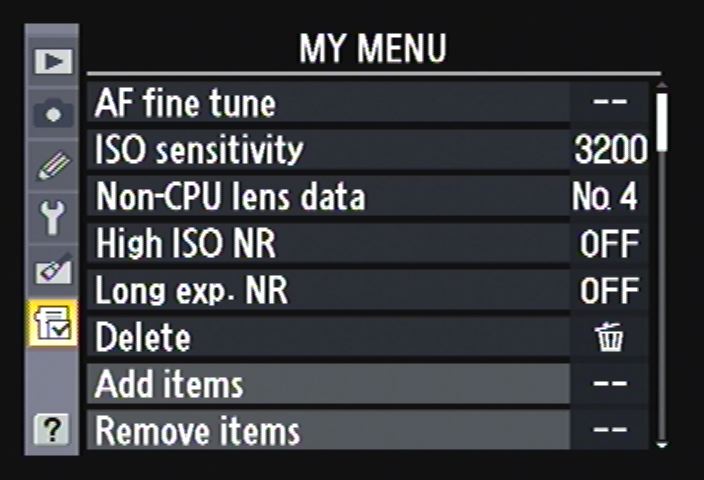 MY MENU
AF fine tune --
ISO sensitivity 3200
Non-CPU lens data No. 4
High ISO NR OFF
Long exp. NR OFF
Delete
Add items --
Remove items --
?